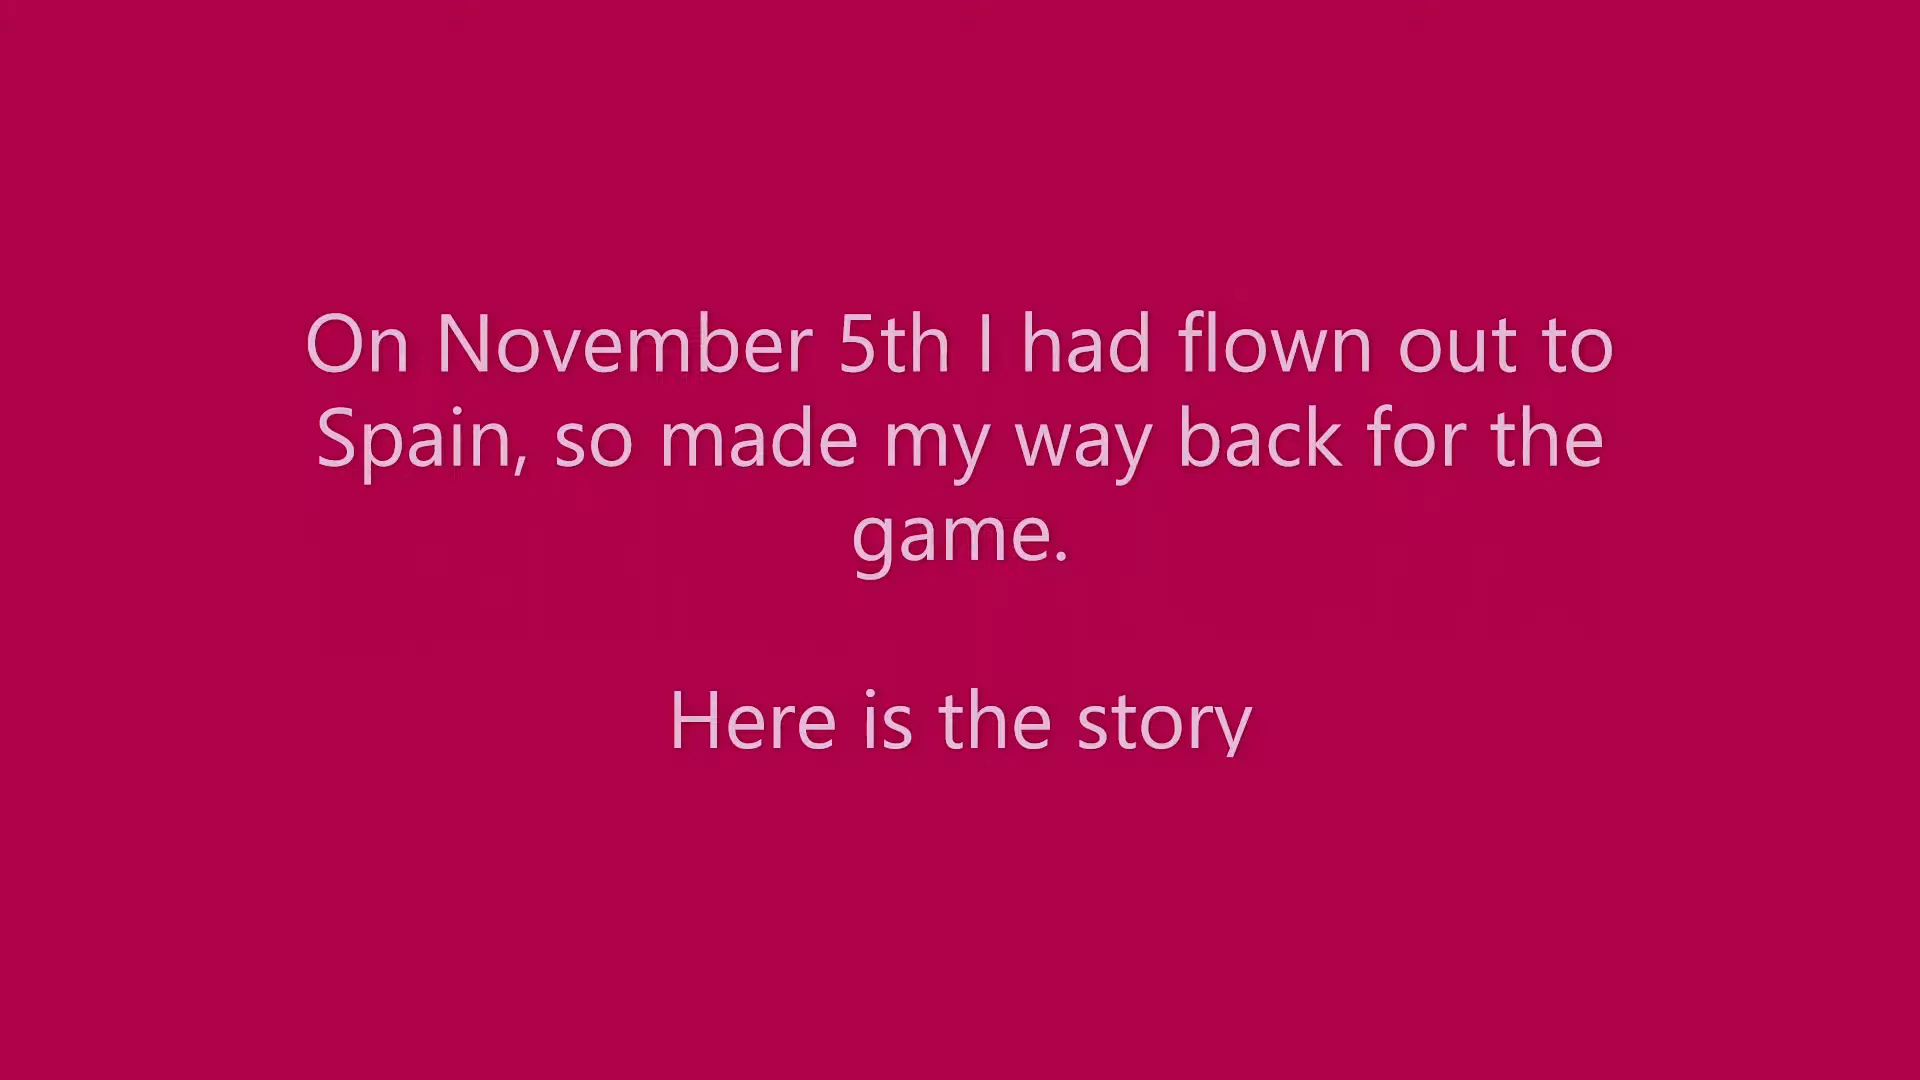 On November 5th I had flown out to
Spain, so made my way back for the
game.
Here is the story